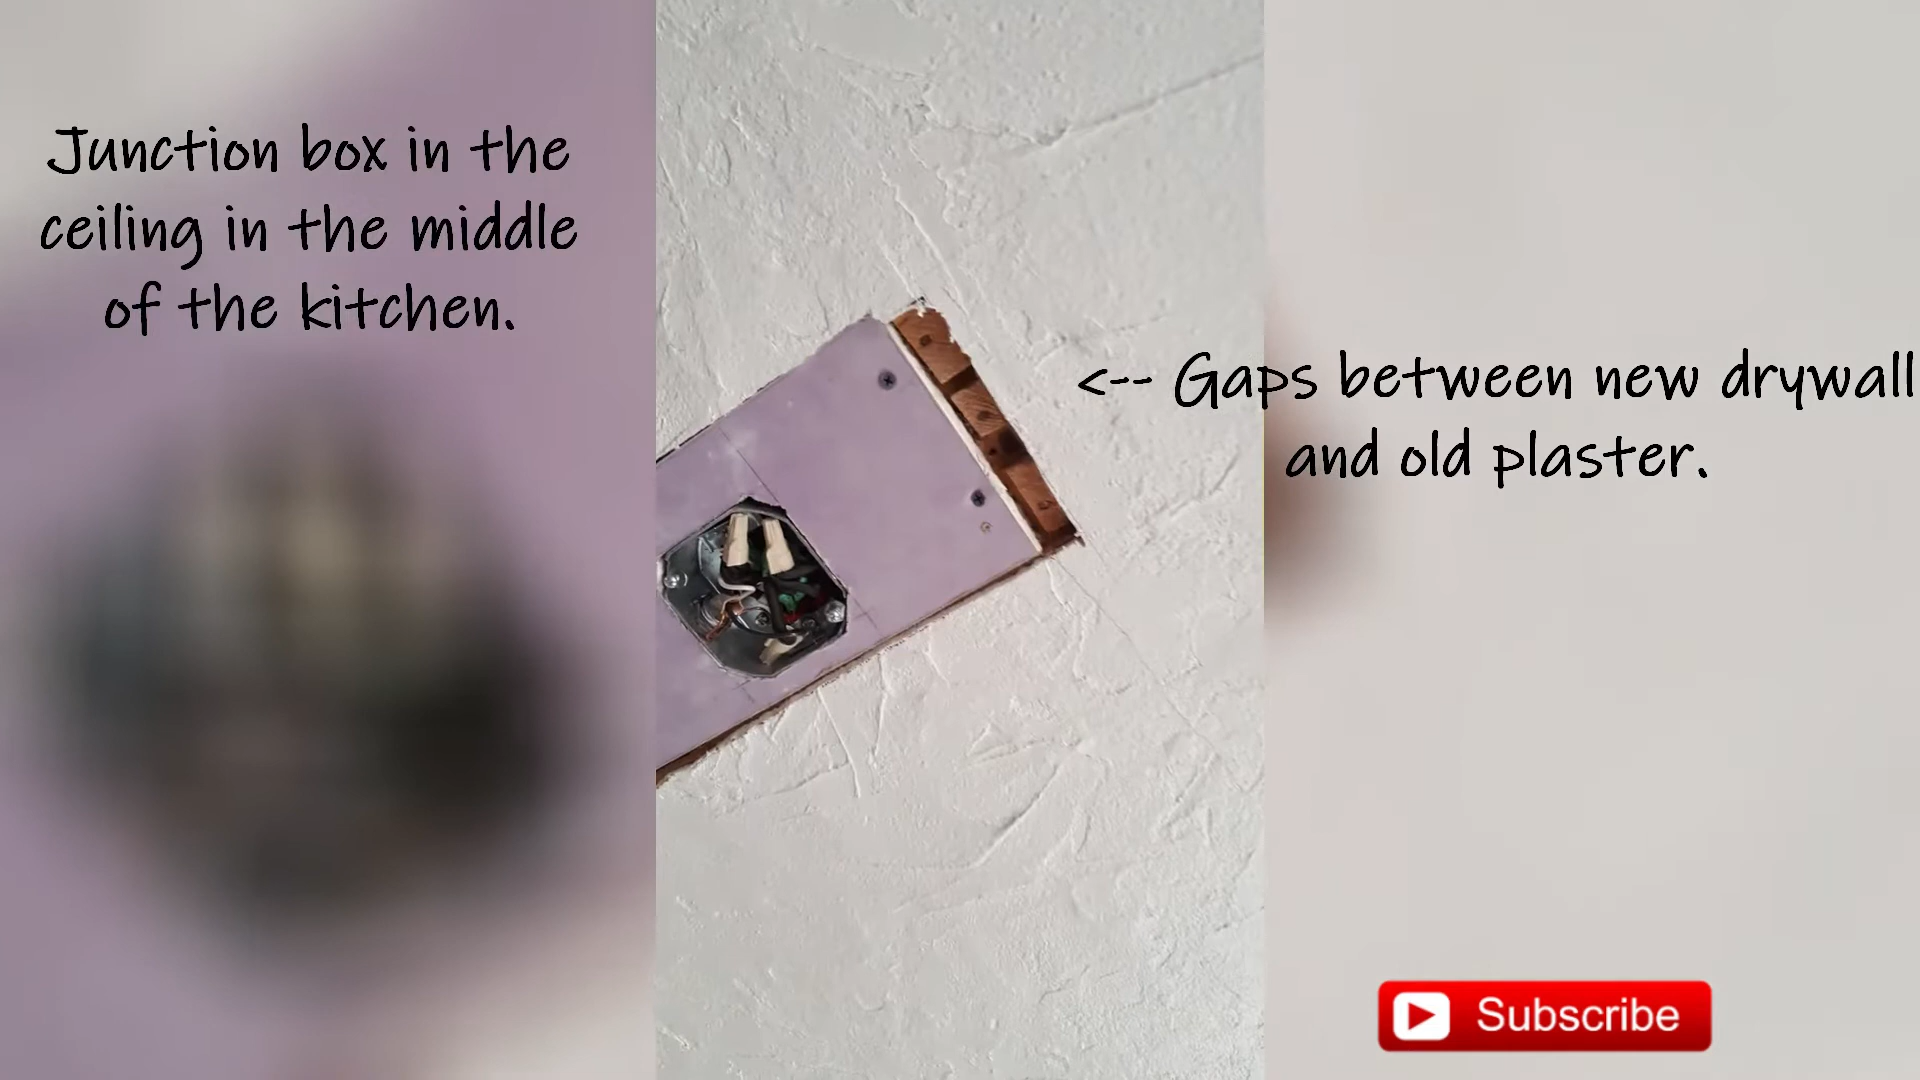 Junction box in the
ceiling in the middle
of the kitchen.
<-- Gaps between new drywall
and old plaster.
Subscribe